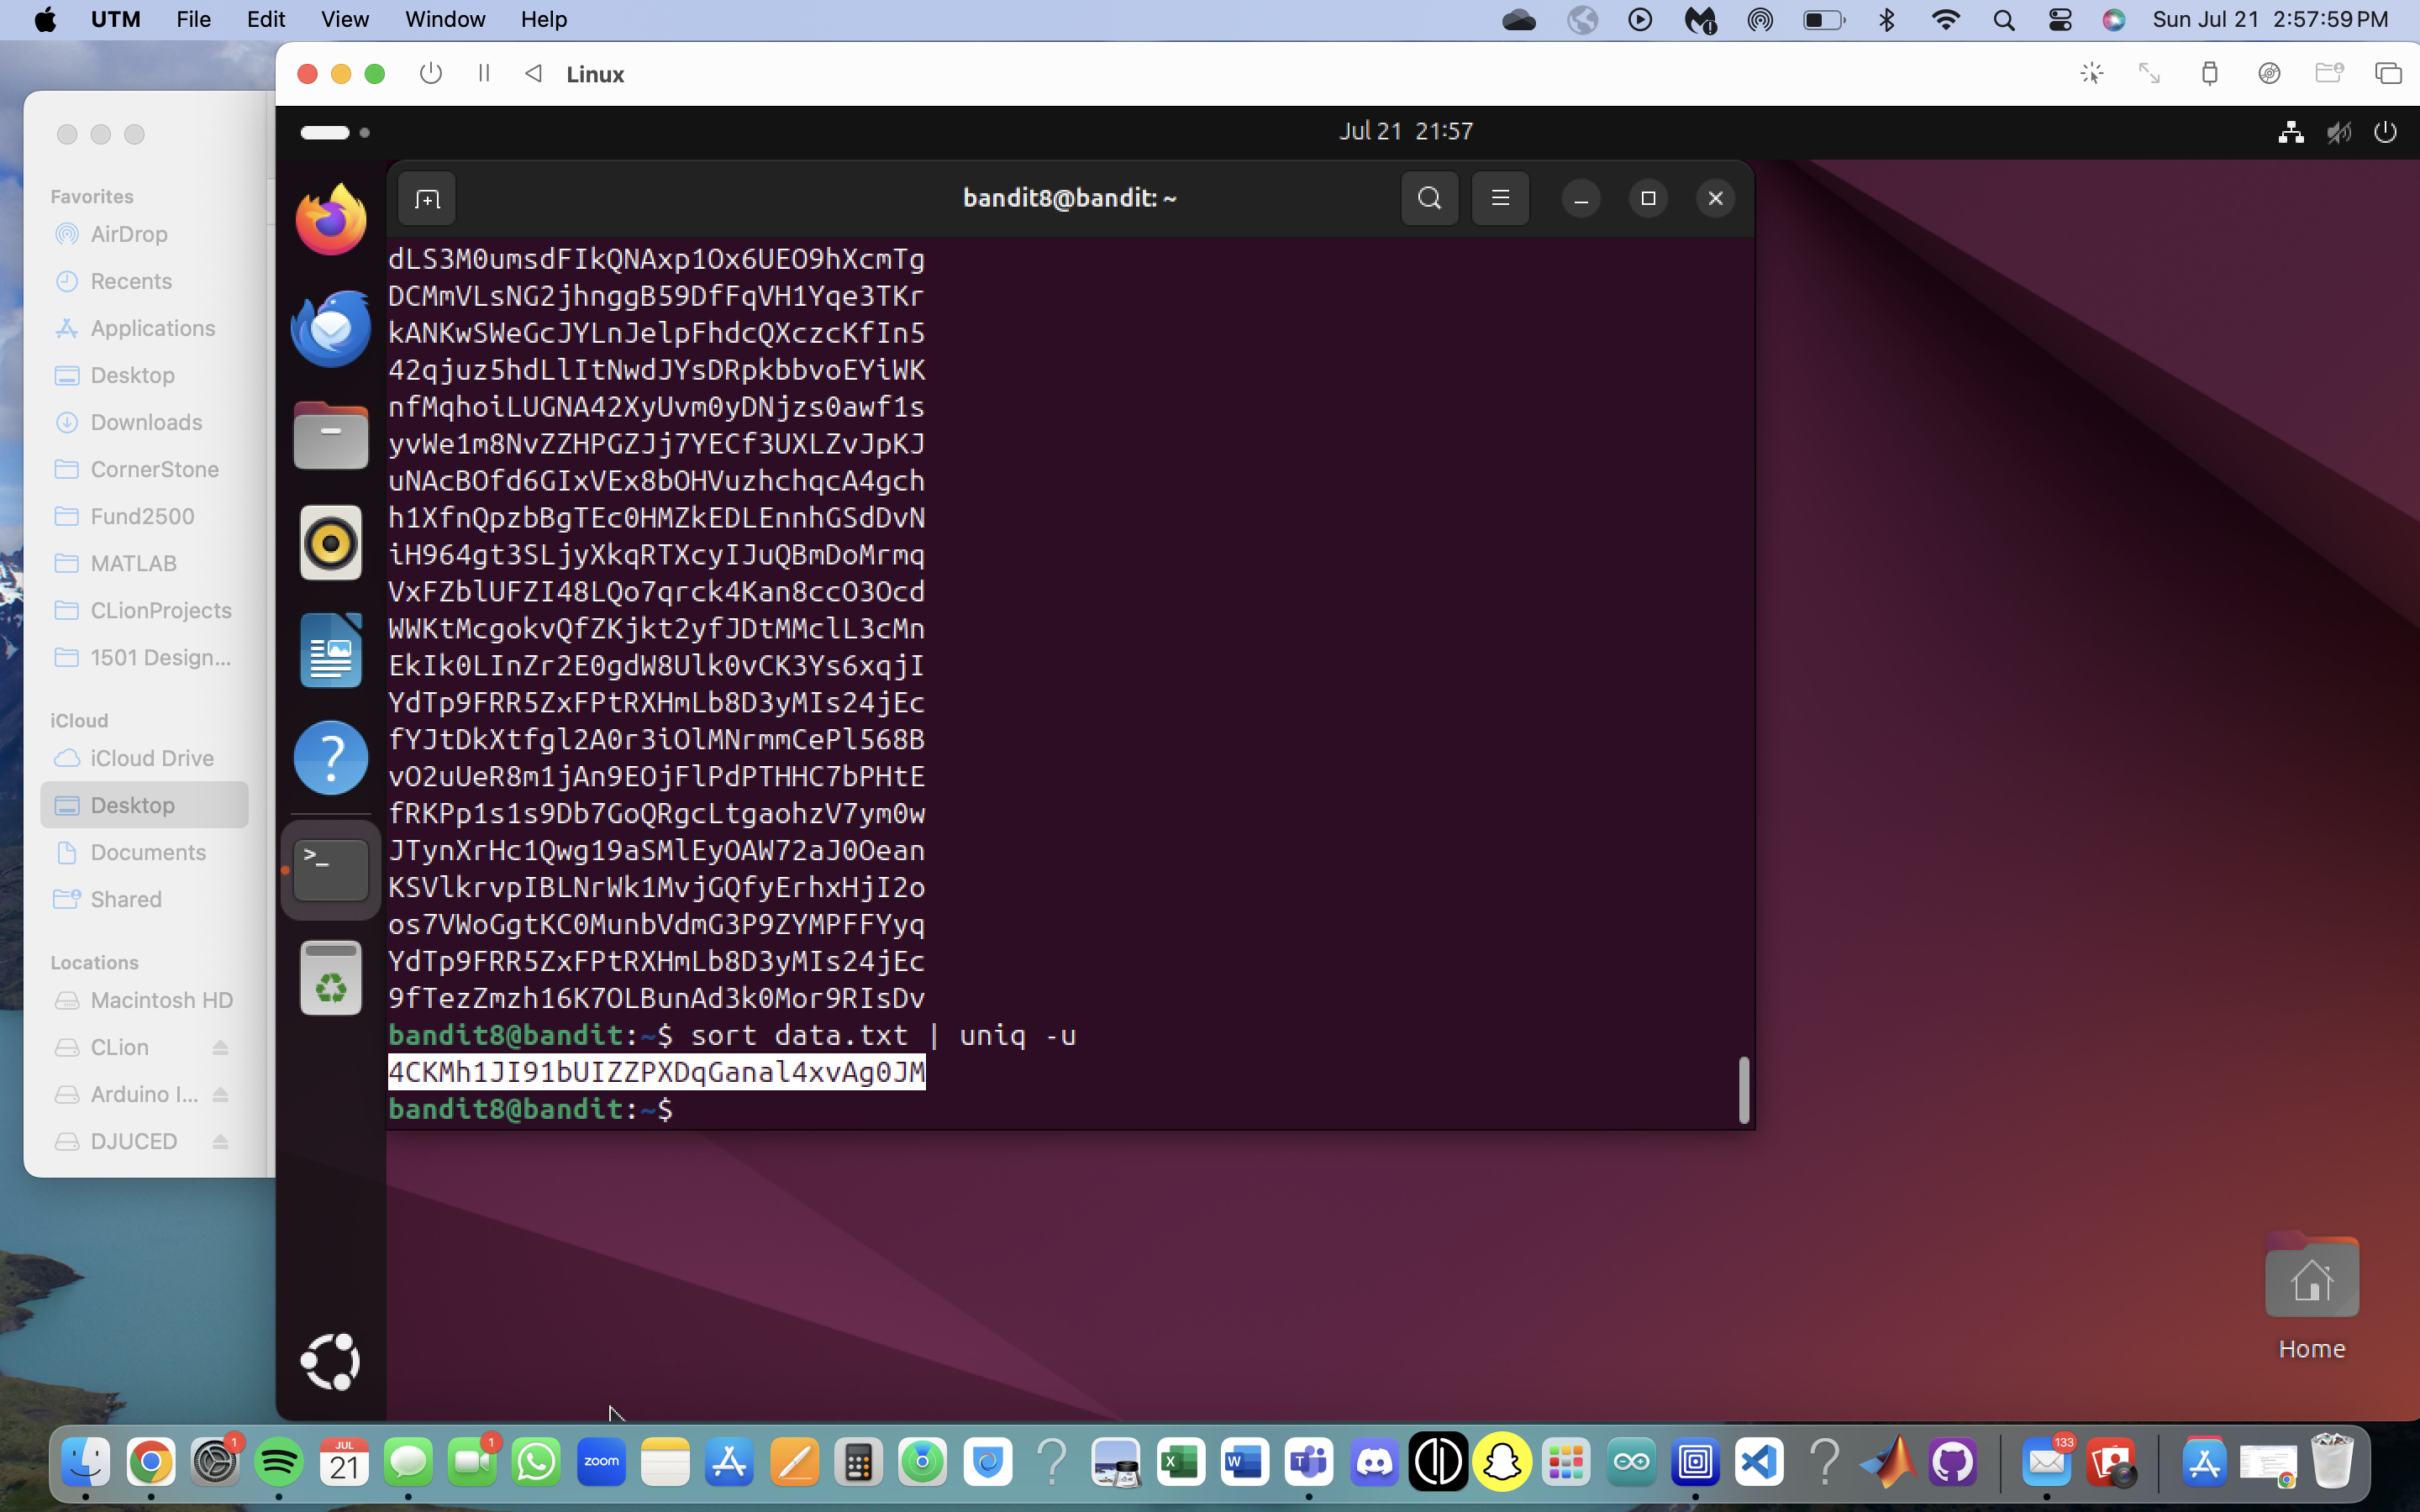 UTM File Edit View Window Help
Sun Jul 21 2:57:59 PM
Linux
Jul 21 21:57
Favorites
AirDrop
Recents
Applications
Desktop
Downloads
CornerStone
Fund2500
MATLAB
CLionProjects
1501 Design...
iCloud
iCloud Drive
Desktop
Documents
Shared
Locations
Macintosh HD
CLion
Arduino I...
DJUCED
bandit8@bandit: ~
dLS3M0umsdFIkQNAxp1Ox6UEO9hXcmTg
DCMmVLsNG2jhnggB59DfFqVH1Yqe3TKr
kANKwSWeGcJYLnJelpFhdcQXczcKfIn5
42qjuz5hdLlItNwdJYsDRpkbbvoEYiWK
nfMqhoiLUGNA42XyUvm0yDNjzs0awf1s
yvWe1m8NvZZHPGZJj7YECf3UXLZvJpKJ
uNAcBOfd6GIxVEx8bOHVuzhchqcA4gch
h1XfnQpzbBgTEc0HMZkEDLEnnhGSdDvN
iH964gt3SLjyXkqRTXcyIJuQBmDoMrmq
VxFZblUFZI48LQo7qrck4Kan8ccO3Ocd
WWKtMcgokvQfZKjkt2yfJDtMMclL3cMn
EkIk0LInZr2E0gdW8Ulk0vCK3Ys6xqjI
YdTp9FRR5ZxFPtRXHmLb8D3yMIs24jEc
fYJtDkXtfgl2A0r3iOlMNrmmCePl568B
vO2uUeR8m1jAn9EOjFlPdPTHHC7bPHtE
fRKPp1s1s9Db7GoQRgcLtgaohzV7ym0w
JTynXrHc1Qwg19aSMlEyOAW72aJ0Oean
KSVlkrvpIBLNrWk1MvjGQfyErhxHjI2o
os7VWoGgtKC0MunbVdmG3P9ZYMPFFYyq
YdTp9FRR5ZxFPtRXHmLb8D3yMIs24jEc
9fTezZmzh16K7OLBunAd3k0Mor9RIsDv
bandit8@bandit:~$ sort data.txt | uniq -u
4CKMh1JI91bUIZZPXDqGanal4xvAg0JM
bandit8@bandit:~$
Home
1
JUL
21
1
zoom
X
W
T
133